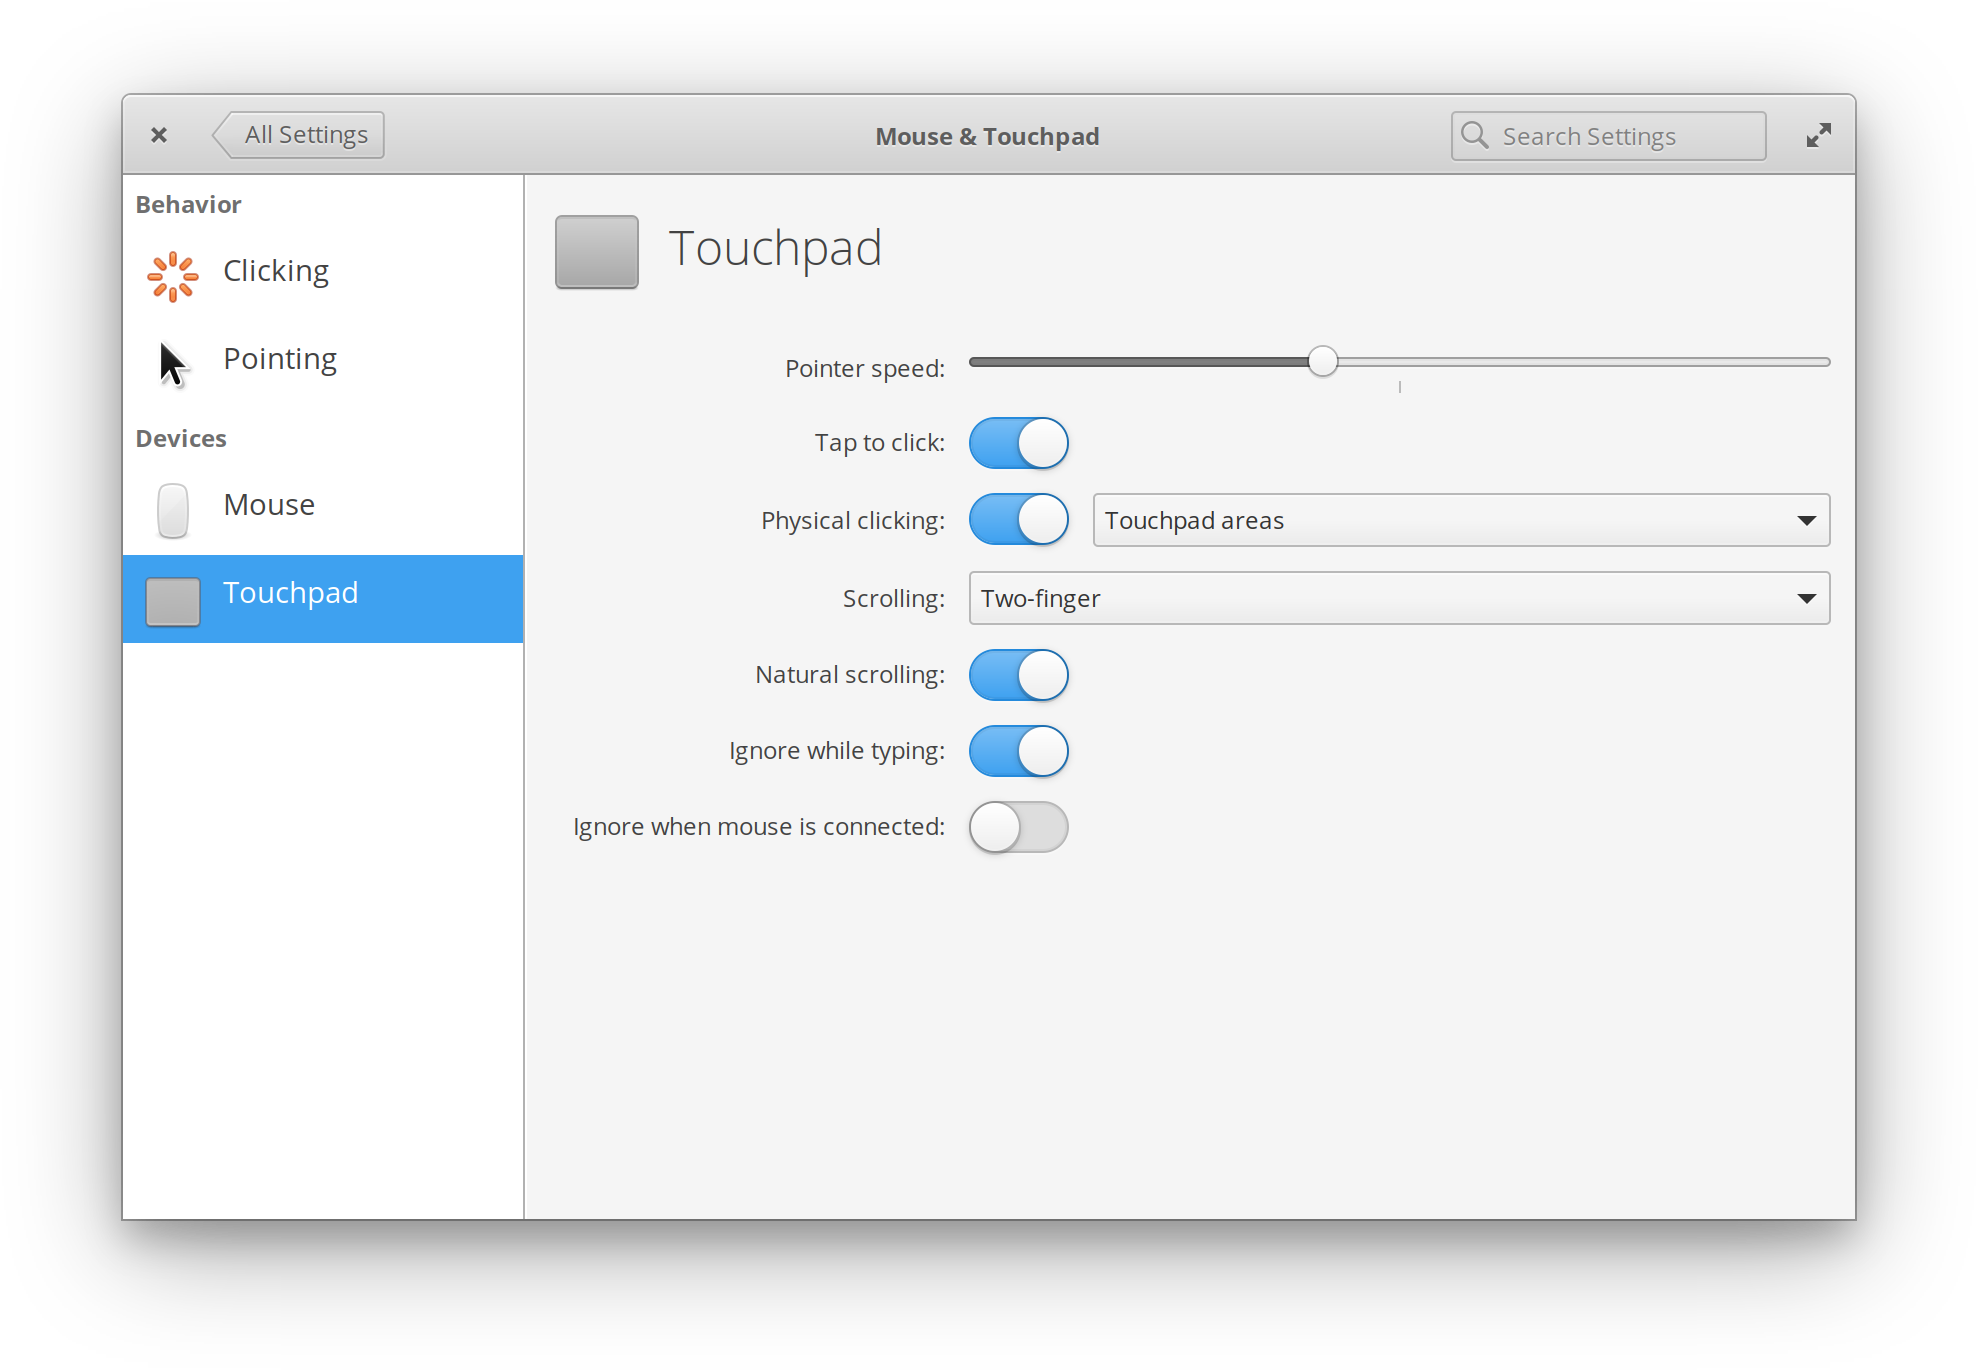 All Settings
Mouse & Touchpad
Search Settings
Behavior
Clicking
Pointing
Devices
Mouse
Touchpad
Touchpad
Pointer speed:
Tap to click:
Physical clicking: Touchpad areas
Scrolling: Two-finger
Natural scrolling:
Ignore while typing:
Ignore when mouse is connected: